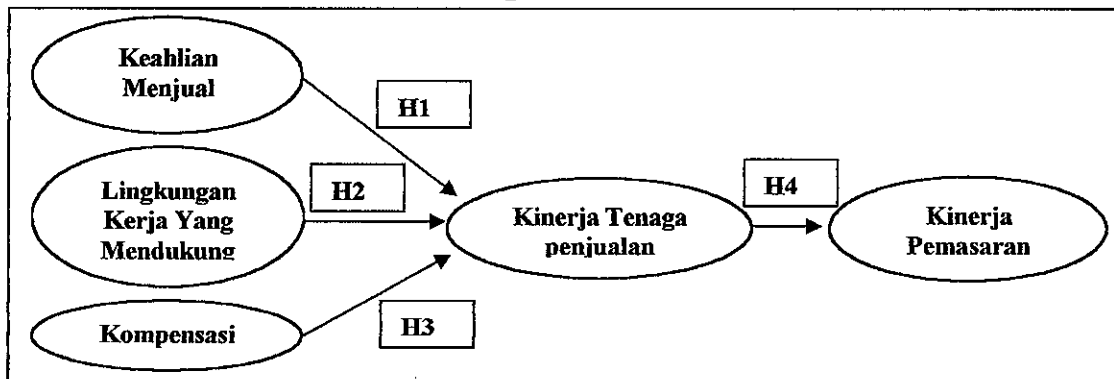 Keahlian
Menjual
H1
Lingkungan
Kerja Yang
Mendukung
H2
Kinerja Tenaga
penjualan
H4
Kinerja
Pemasaran
Kompensasi
H3